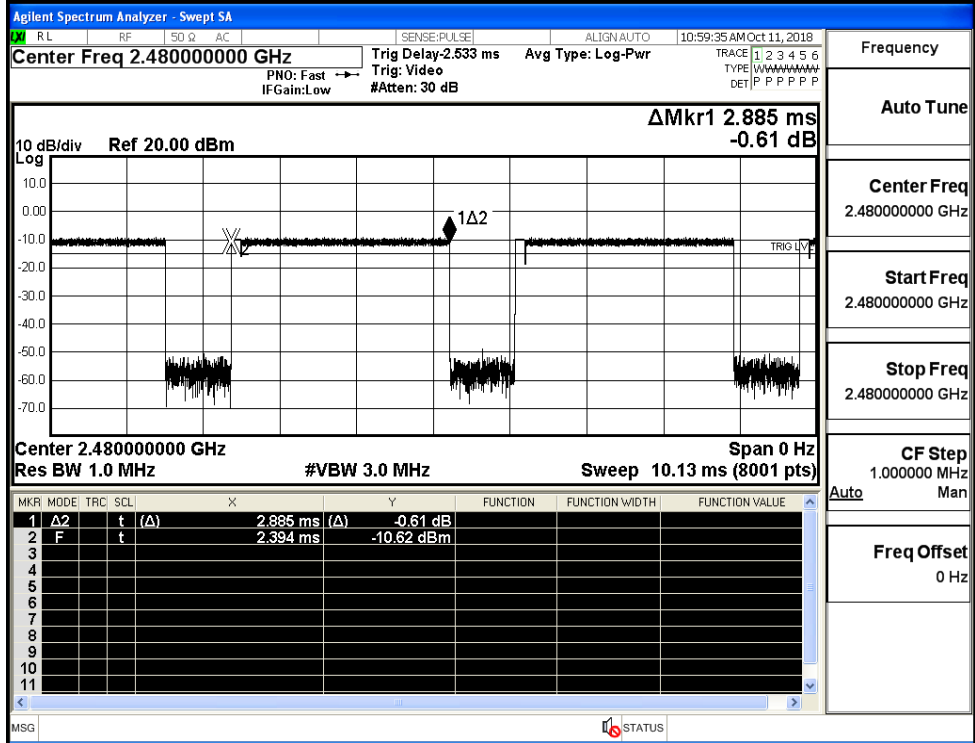 Agilent Spectrum Analyzer - Swept SA
LXI RL RF 50 Ω AC SENSE:PULSE ALIGN AUTO 10:59:35 AM Oct 11, 2018
Center Freq 2.480000000 GHz
PNO: Fast
IFGain:Low
Trig Delay-2.533 ms
Trig: Video
#Atten: 30 dB
Avg Type: Log-Pwr
TRACE 1 2 3 4 5 6
TYPE WWWWWW
DET P P P P P P
ΔMkr1 2.885 ms
-0.61 dB
10 dB/div Ref 20.00 dBm
Log
10.0
0.00
-10.0
-20.0
-30.0
-40.0
-50.0
-60.0
-70.0
1Δ2
2
TRIG LVL
Center 2.480000000 GHz Span 0 Hz
Res BW 1.0 MHz #VBW 3.0 MHz Sweep 10.13 ms (8001 pts)
MKR MODE TRC SCL X Y FUNCTION FUNCTION WIDTH FUNCTION VALUE
1 Δ2 t (Δ) 2.885 ms (Δ) -0.61 dB
2 F t 2.394 ms -10.62 dBm
3
4
5
6
7
8
9
10
11
MSG STATUS
Frequency
Auto Tune
Center Freq
2.480000000 GHz
Start Freq
2.480000000 GHz
Stop Freq
2.480000000 GHz
CF Step
1.000000 MHz
Auto Man
Freq Offset
0 Hz